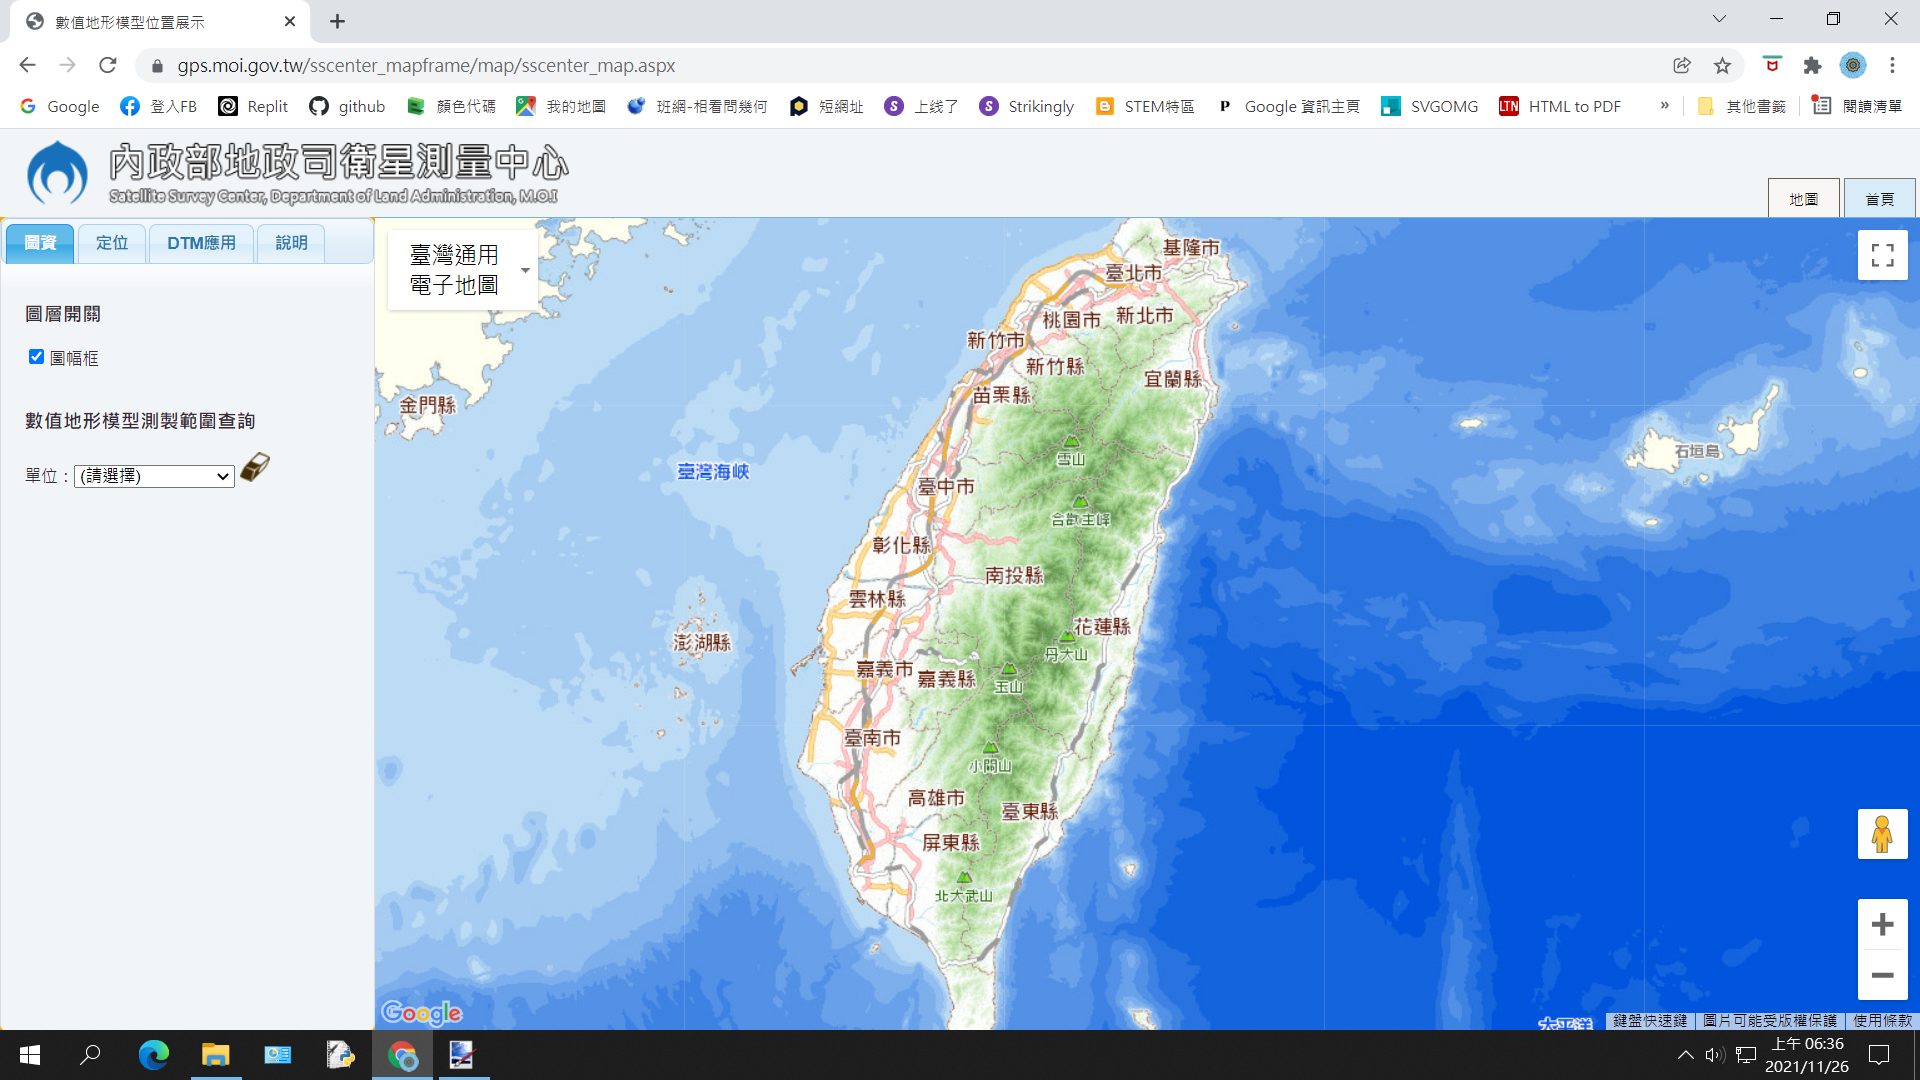 數值地形模型位置展示
gps.moi.gov.tw/sscenter_mapframe/map/sscenter_map.aspx
Google 登入FB Replit github 顏色代碼 我的地圖 班網-相看問幾何 短網址 上线了 Strikingly STEM特區 Google 資訊主頁 SVGOMG HTML to PDF » 其他書籤 閱讀清單
內政部地政司衛星測量中心
Satellite Survey Center, Department of Land Administration, M.O.I
地圖 首頁
圖資 定位 DTM應用 說明
圖層開關
圖幅框
數值地形模型測製範圍查詢
單位：(請選擇)
臺灣通用
電子地圖
基隆市
臺北市
新北市
桃園市
新竹市
新竹縣
宜蘭縣
苗栗縣
金門縣
雪山
石垣島
臺灣海峽
臺中市
合歡主峰
彰化縣
南投縣
雲林縣
花蓮縣
澎湖縣
丹大山
嘉義市
嘉義縣
玉山
臺南市
小關山
高雄市
臺東縣
屏東縣
北大武山
太平洋
Google
鍵盤快速鍵 圖片可能受版權保護 使用條款
上午 06:36
2021/11/26